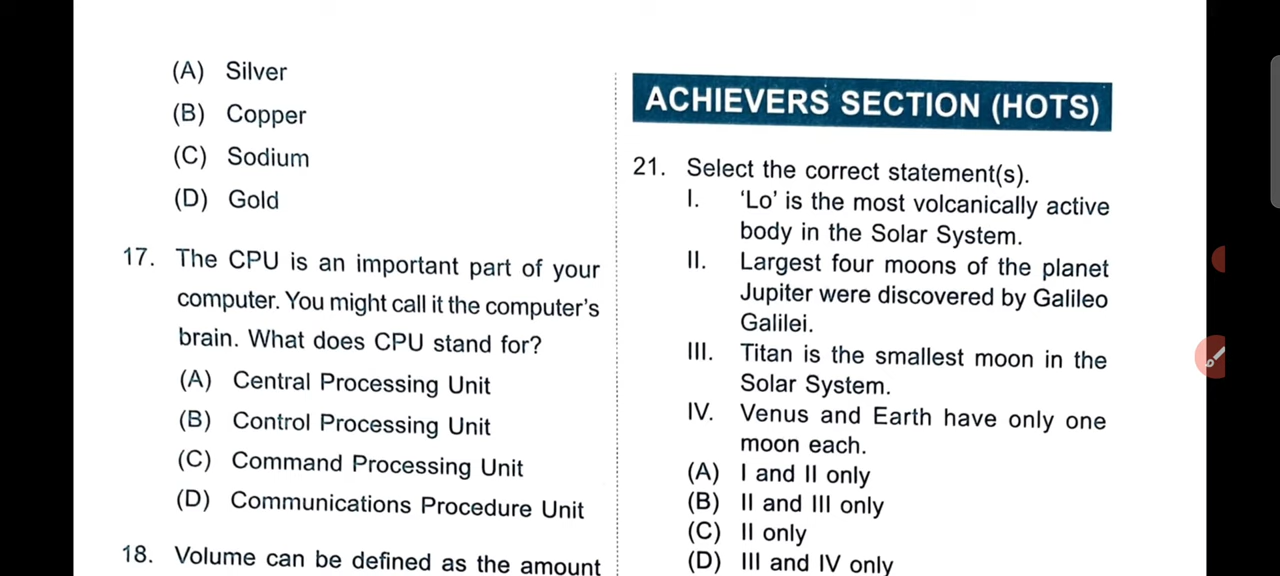 (A) Silver
(B) Copper
(C) Sodium
(D) Gold
17. The CPU is an important part of your
computer. You might call it the computer's
brain. What does CPU stand for?
(A) Central Processing Unit
(B) Control Processing Unit
(C) Command Processing Unit
(D) Communications Procedure Unit
18. Volume can be defined as the amount
ACHIEVERS SECTION (HOTS)
21. Select the correct statement(s).
I. 'Lo' is the most volcanically active
body in the Solar System.
II. Largest four moons of the planet
Jupiter were discovered by Galileo
Galilei.
III. Titan is the smallest moon in the
Solar System.
IV. Venus and Earth have only one
moon each.
(A) I and II only
(B) II and III only
(C) II only
(D) III and IV only